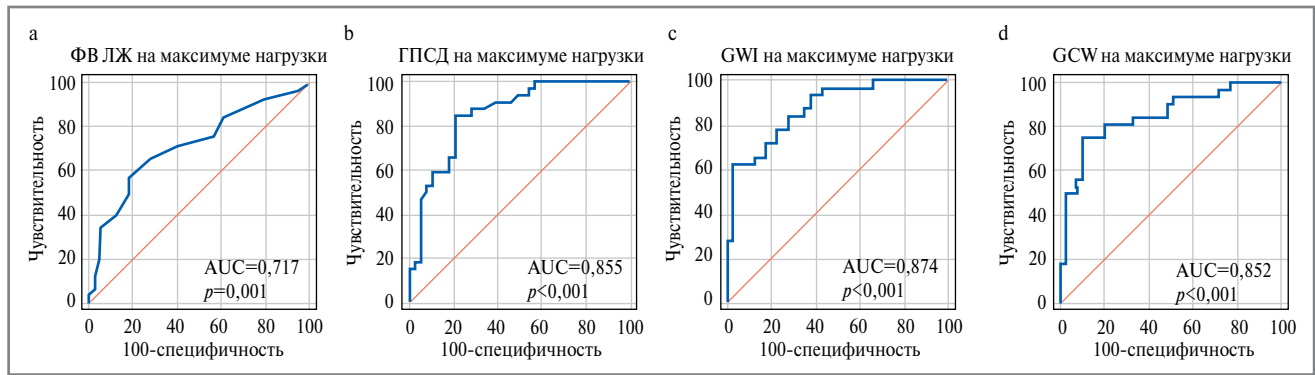 a
ФВ ЛЖ на максимуме нагрузки
Чувствительность
100
80
60
40
20
0
AUC=0,717
p=0,001
0 20 40 60 80 100
100-специфичность
b
ГПСД на максимуме нагрузки
Чувствительность
100
80
60
40
20
0
AUC=0,855
p<0,001
0 20 40 60 80 100
100-специфичность
c
GWI на максимуме нагрузки
Чувствительность
100
80
60
40
20
0
AUC=0,874
p<0,001
0 20 40 60 80 100
100-специфичность
d
GCW на максимуме нагрузки
Чувствительность
100
80
60
40
20
0
AUC=0,852
p<0,001
0 20 40 60 80 100
100-специфичность